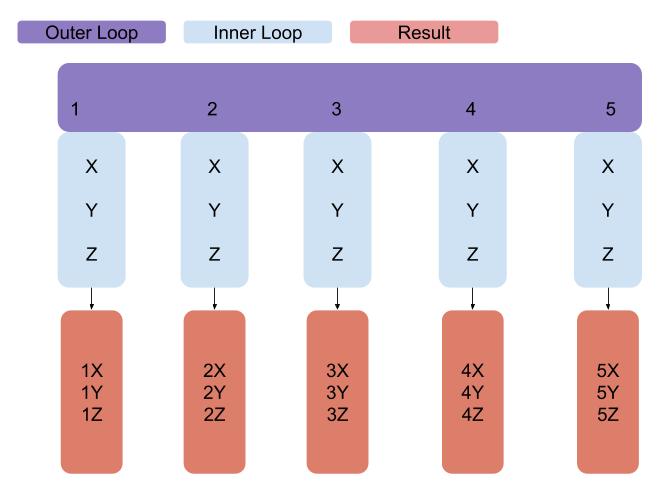 Outer Loop Inner Loop Result
1 2 3 4 5
X X X X X
Y Y Y Y Y
Z Z Z Z Z
1X 2X 3X 4X 5X
1Y 2Y 3Y 4Y 5Y
1Z 2Z 3Z 4Z 5Z